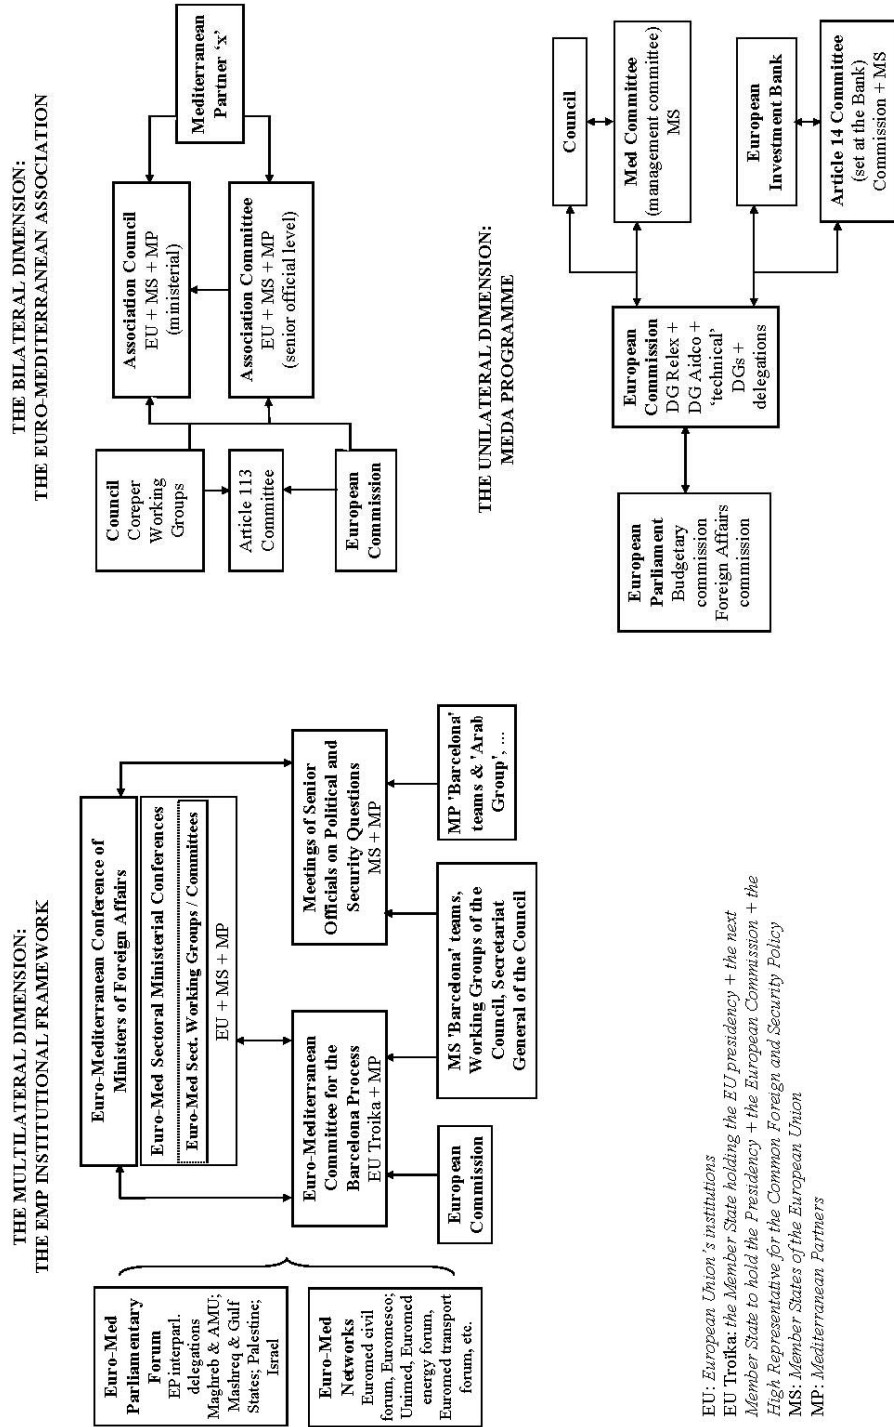 THE MULTILATERAL DIMENSION:
THE EMP INSTITUTIONAL FRAMEWORK
Euro-Med
Parliamentary
Forum
EP interparl.
delegations
Maghreb & AMU;
Mashreq & Gulf
States; Palestine;
Israel
Euro-Med
Networks
Euromed civil
forum, Euromesco;
Unimed, Euromed
energy forum,
Euromed transport
forum, etc.
Euro-Mediterranean Conference of
Ministers of Foreign Affairs
Euro-Med Sectoral Ministerial Conferences
Euro-Med Sect. Working Groups / Committees
EU + MS + MP
Euro-Mediterranean
Committee for the
Barcelona Process
EU Troika + MP
Meetings of Senior
Officials on Political and
Security Questions
MS + MP
European
Commission
MS 'Barcelona' teams,
Working Groups of the
Council, Secretariat
General of the Council
MP 'Barcelona'
teams & 'Arab
Group', ...
THE BILATERAL DIMENSION:
THE EURO-MEDITERRANEAN ASSOCIATION
Council
Coreper
Working
Groups
Article 113
Committee
European
Commission
Association Council
EU + MS + MP
(ministerial)
Association Committee
EU + MS + MP
(senior official level)
Mediterranean
Partner ‘x’
THE UNILATERAL DIMENSION:
MEDA PROGRAMME
European
Parliament
Budgetary
commission
Foreign Affairs
commission
European
Commission
DG Relex +
DG Aidco +
‘technical’
DGs +
delegations
Council
Med Committee
(management committee)
MS
European
Investment Bank
Article 14 Committee
(set at the Bank)
Commission + MS
EU: European Union’s institutions
EU Troika: the Member State holding the EU presidency + the next
Member State to hold the Presidency + the European Commission + the
High Representative for the Common Foreign and Security Policy
MS: Member States of the European Union
MP: Mediterranean Partners